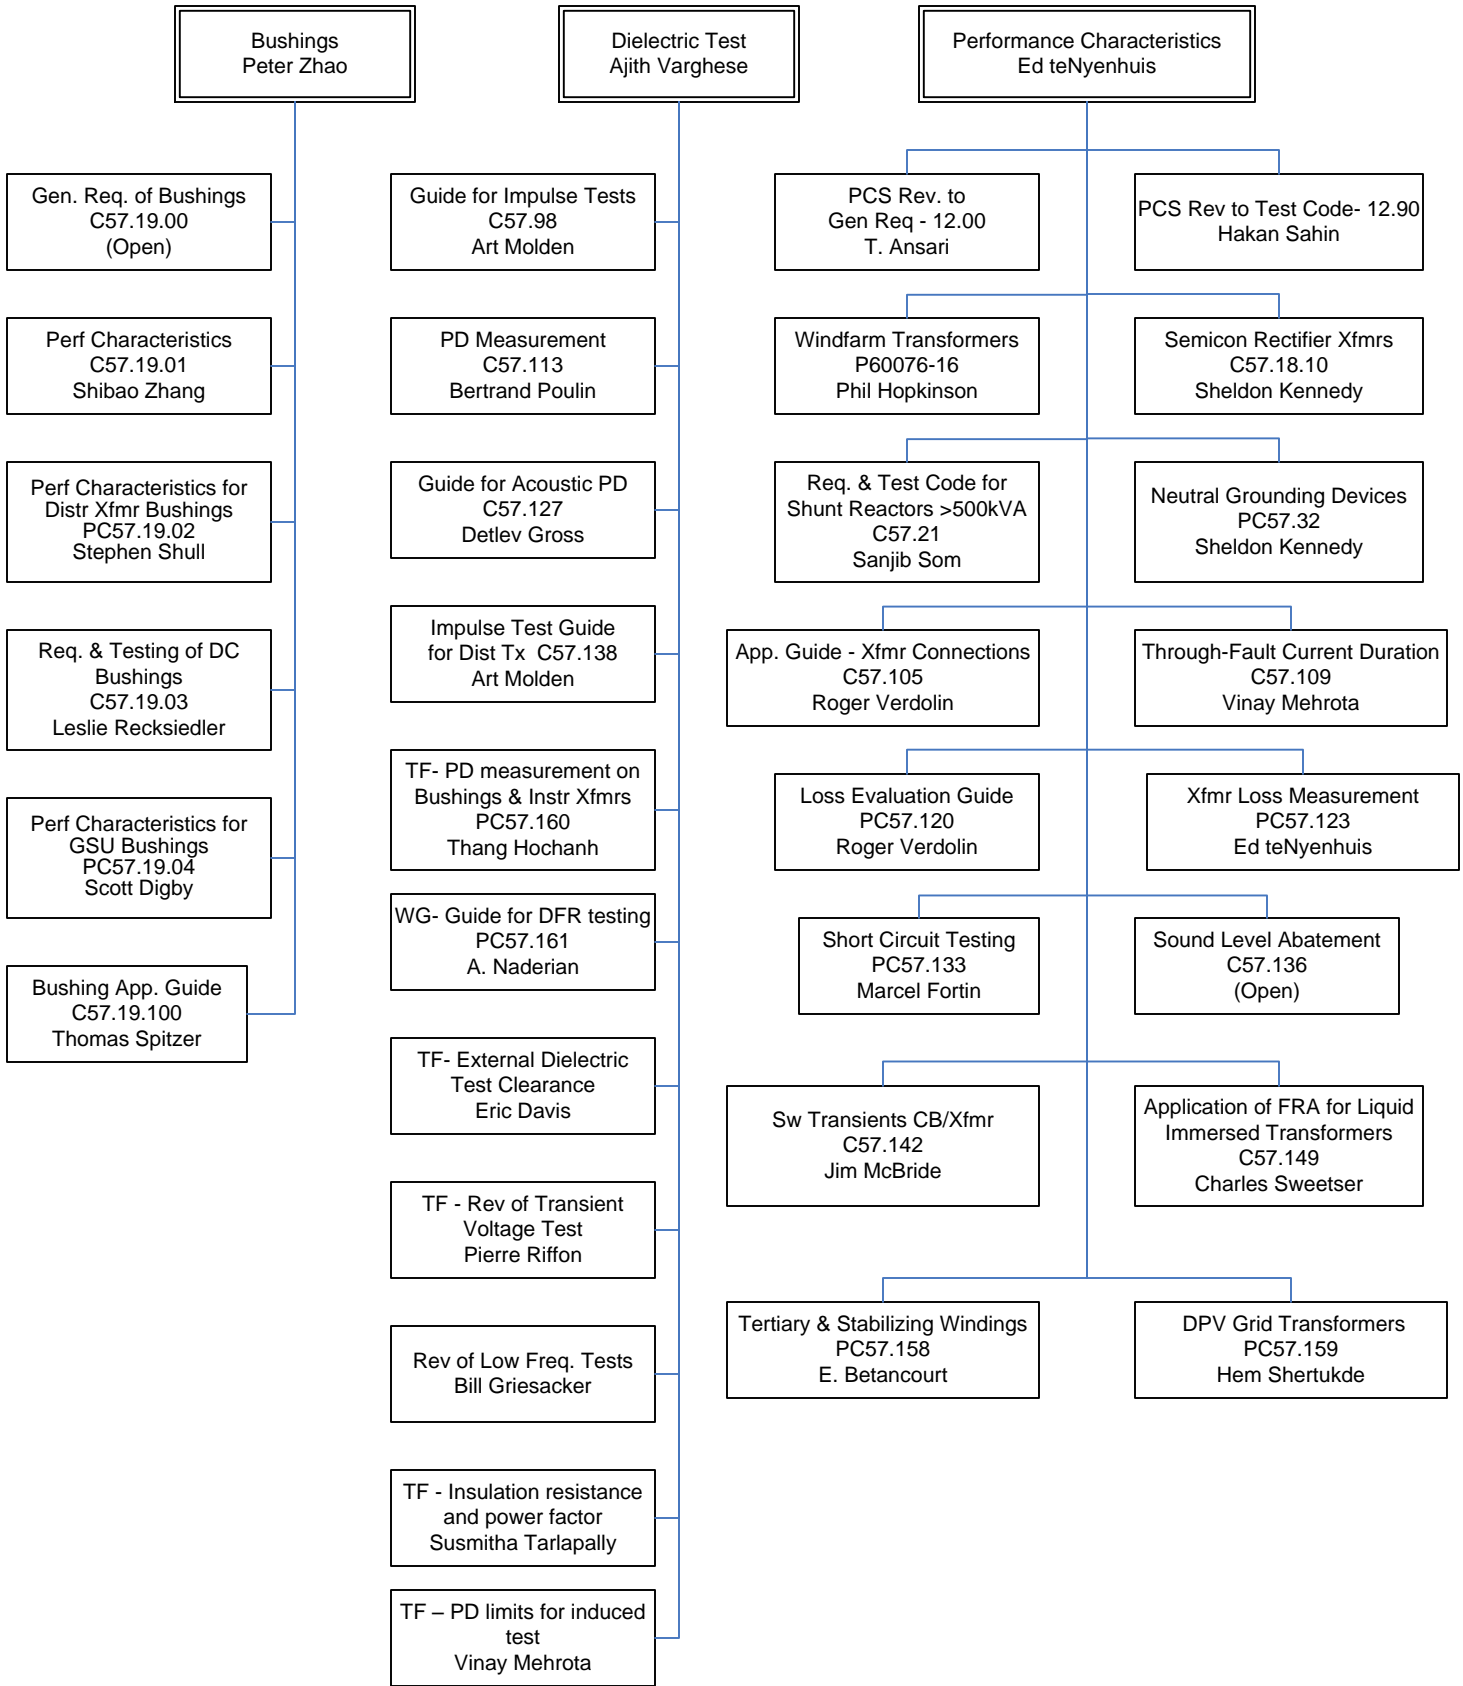 Bushings
Peter Zhao
Gen. Req. of Bushings
C57.19.00
(Open)
Perf Characteristics
C57.19.01
Shibao Zhang
Perf Characteristics for
Distr Xfmr Bushings
PC57.19.02
Stephen Shull
Req. & Testing of DC
Bushings
C57.19.03
Leslie Recksiedler
Perf Characteristics for
GSU Bushings
PC57.19.04
Scott Digby
Bushing App. Guide
C57.19.100
Thomas Spitzer
Dielectric Test
Ajith Varghese
Guide for Impulse Tests
C57.98
Art Molden
PD Measurement
C57.113
Bertrand Poulin
Guide for Acoustic PD
C57.127
Detlev Gross
Impulse Test Guide
for Dist Tx  C57.138
Art Molden
TF- PD measurement on
Bushings & Instr Xfmrs
PC57.160
Thang Hochanh
WG- Guide for DFR testing
PC57.161
A. Naderian
TF- External Dielectric
Test Clearance
Eric Davis
TF - Rev of Transient
Voltage Test
Pierre Riffon
Rev of Low Freq. Tests
Bill Griesacker
TF - Insulation resistance
and power factor
Susmitha Tarlapally
TF – PD limits for induced
test
Vinay Mehrota
Performance Characteristics
Ed teNyenhuis
PCS Rev. to
Gen Req - 12.00
T. Ansari
PCS Rev to Test Code- 12.90
Hakan Sahin
Windfarm Transformers
P60076-16
Phil Hopkinson
Semicon Rectifier Xfmrs
C57.18.10
Sheldon Kennedy
Req. & Test Code for
Shunt Reactors >500kVA
C57.21
Sanjib Som
Neutral Grounding Devices
PC57.32
Sheldon Kennedy
App. Guide - Xfmr Connections
C57.105
Roger Verdolin
Through-Fault Current Duration
C57.109
Vinay Mehrota
Loss Evaluation Guide
PC57.120
Roger Verdolin
Xfmr Loss Measurement
PC57.123
Ed teNyenhuis
Short Circuit Testing
PC57.133
Marcel Fortin
Sound Level Abatement
C57.136
(Open)
Sw Transients CB/Xfmr
C57.142
Jim McBride
Application of FRA for Liquid
Immersed Transformers
C57.149
Charles Sweetser
Tertiary & Stabilizing Windings
PC57.158
E. Betancourt
DPV Grid Transformers
PC57.159
Hem Shertukde